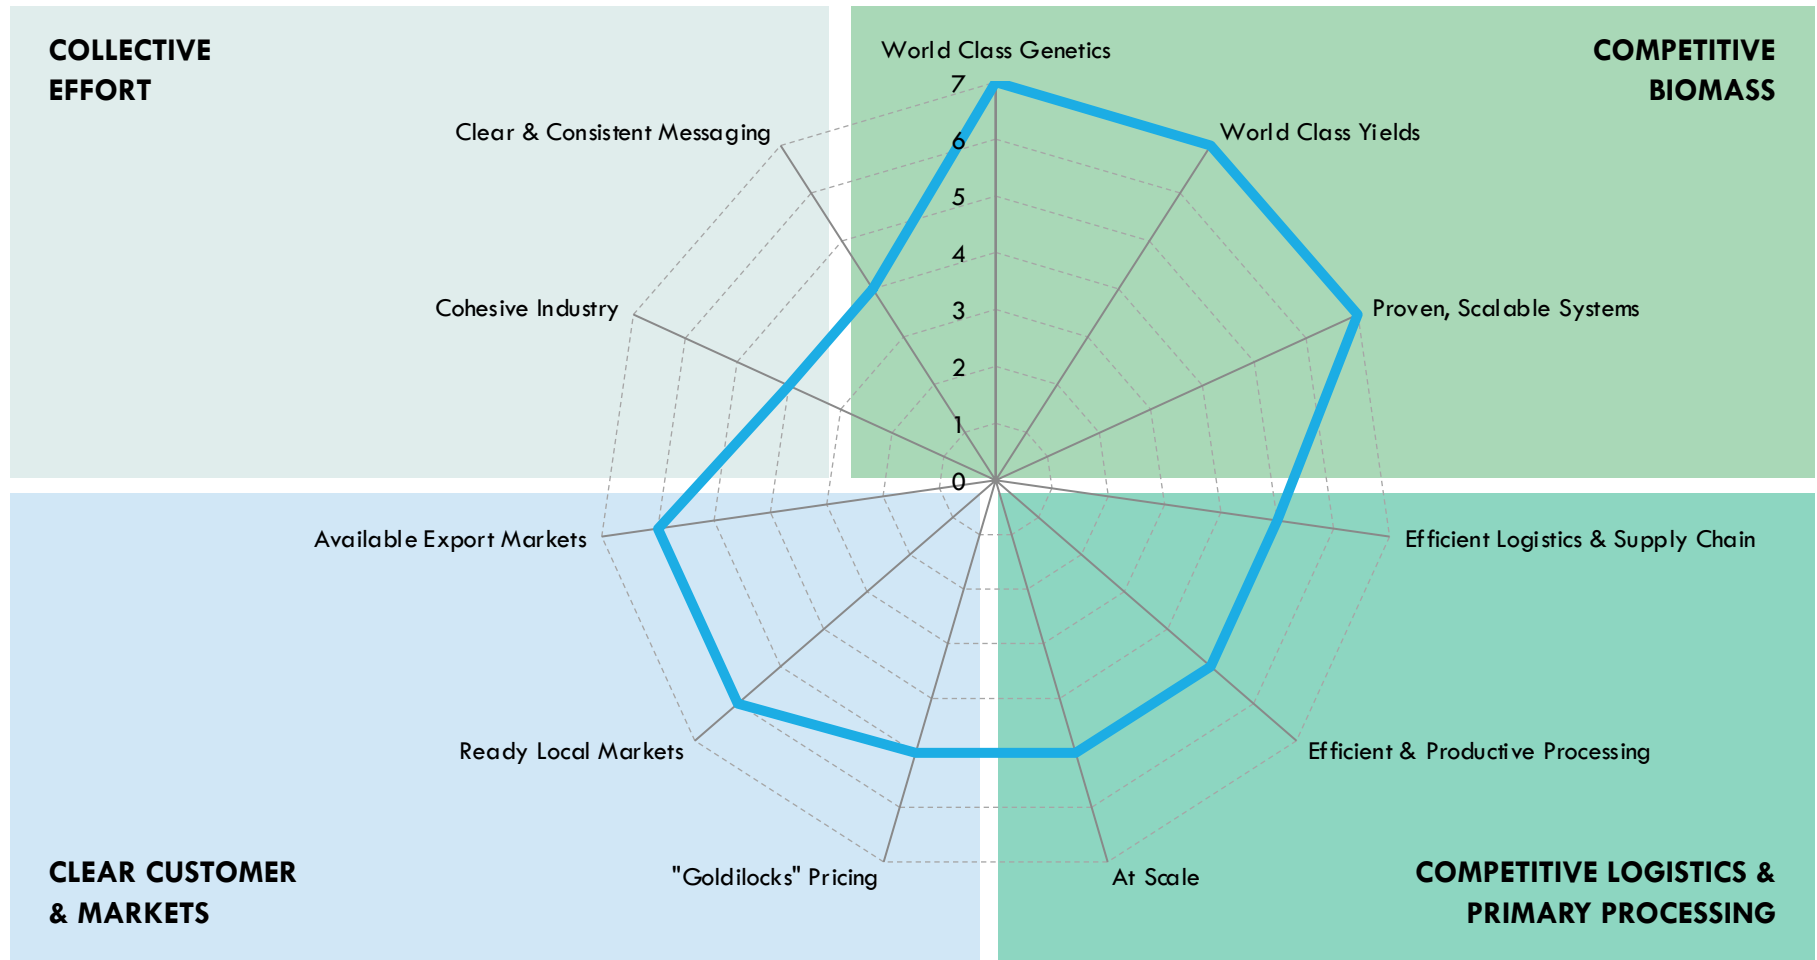 COLLECTIVE
EFFORT
COMPETITIVE
BIOMASS
World Class Genetics
World Class Yields
Proven, Scalable Systems
Efficient Logistics & Supply Chain
Efficient & Productive Processing
At Scale
"Goldilocks" Pricing
Ready Local Markets
Available Export Markets
Cohesive Industry
Clear & Consistent Messaging
7
6
5
4
3
2
1
0
CLEAR CUSTOMER
& MARKETS
COMPETITIVE LOGISTICS &
PRIMARY PROCESSING